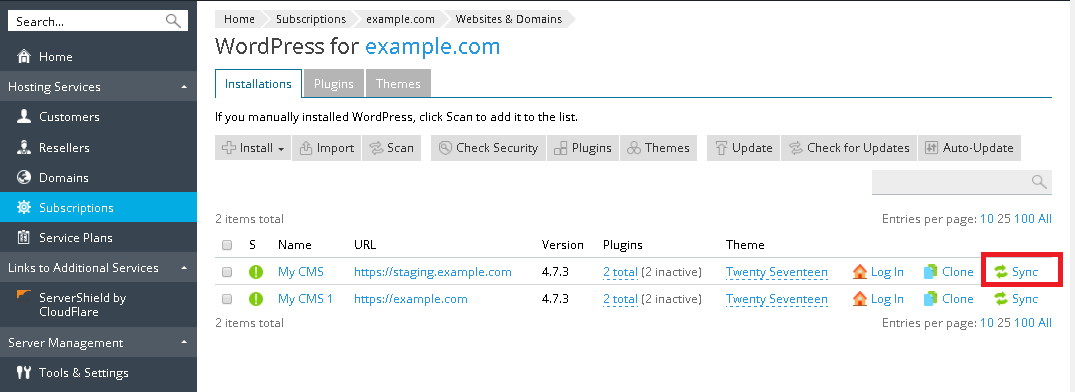 Search...
Home
Hosting Services
Customers
Resellers
Domains
Subscriptions
Service Plans
Links to Additional Services
ServerShield by
CloudFlare
Server Management
Tools & Settings
Home Subscriptions example.com Websites & Domains
WordPress for example.com
Installations Plugins Themes
If you manually installed WordPress, click Scan to add it to the list.
Install Import Scan Check Security Plugins Themes Update Check for Updates Auto-Update
2 items total Entries per page: 10 25 100 All
S Name URL Version Plugins Theme
My CMS https://staging.example.com 4.7.3 2 total (2 inactive) Twenty Seventeen Log In Clone Sync
My CMS 1 https://example.com 4.7.3 2 total (2 inactive) Twenty Seventeen Log In Clone Sync
2 items total Entries per page: 10 25 100 All